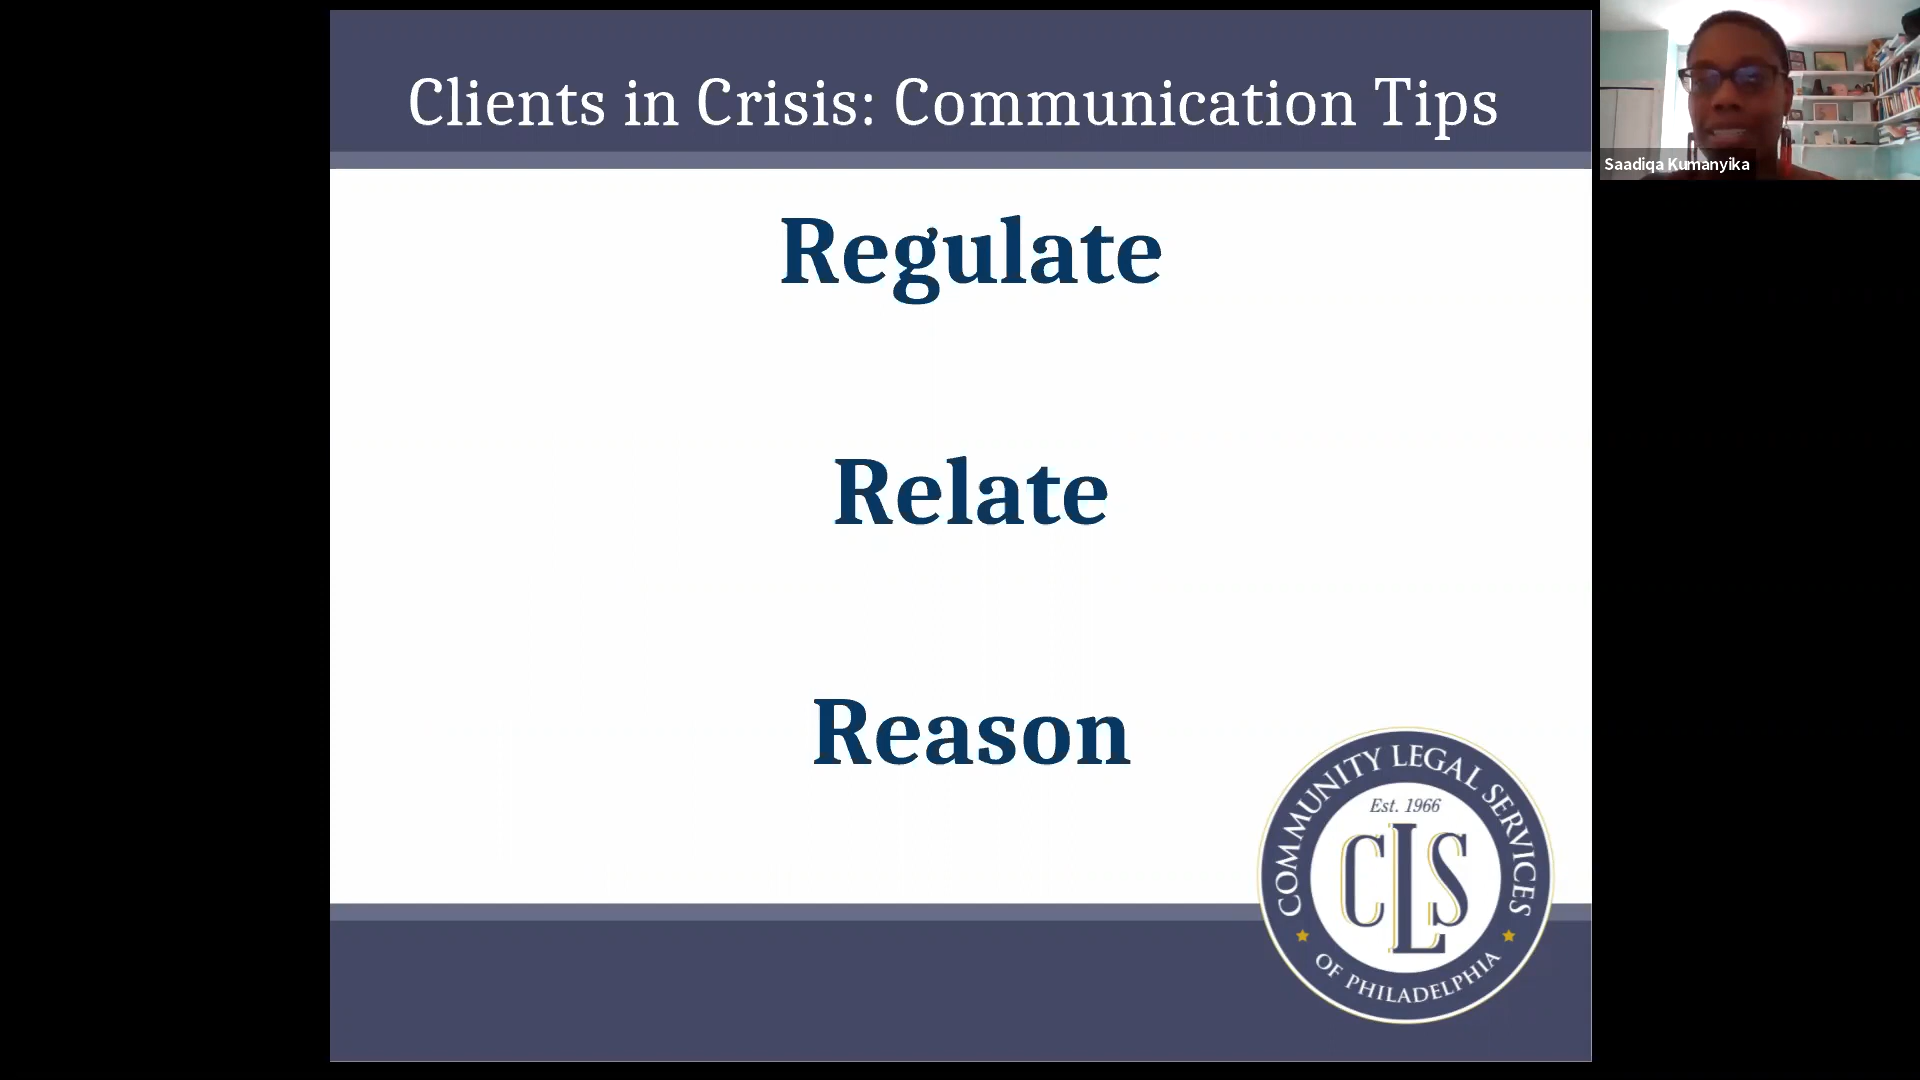 Clients in Crisis: Communication Tips
Regulate
Relate
Reason
COMMUNITY LEGAL SERVICES
Est. 1966
CLS
OF PHILADELPHIA
Saadiqa Kumanyika